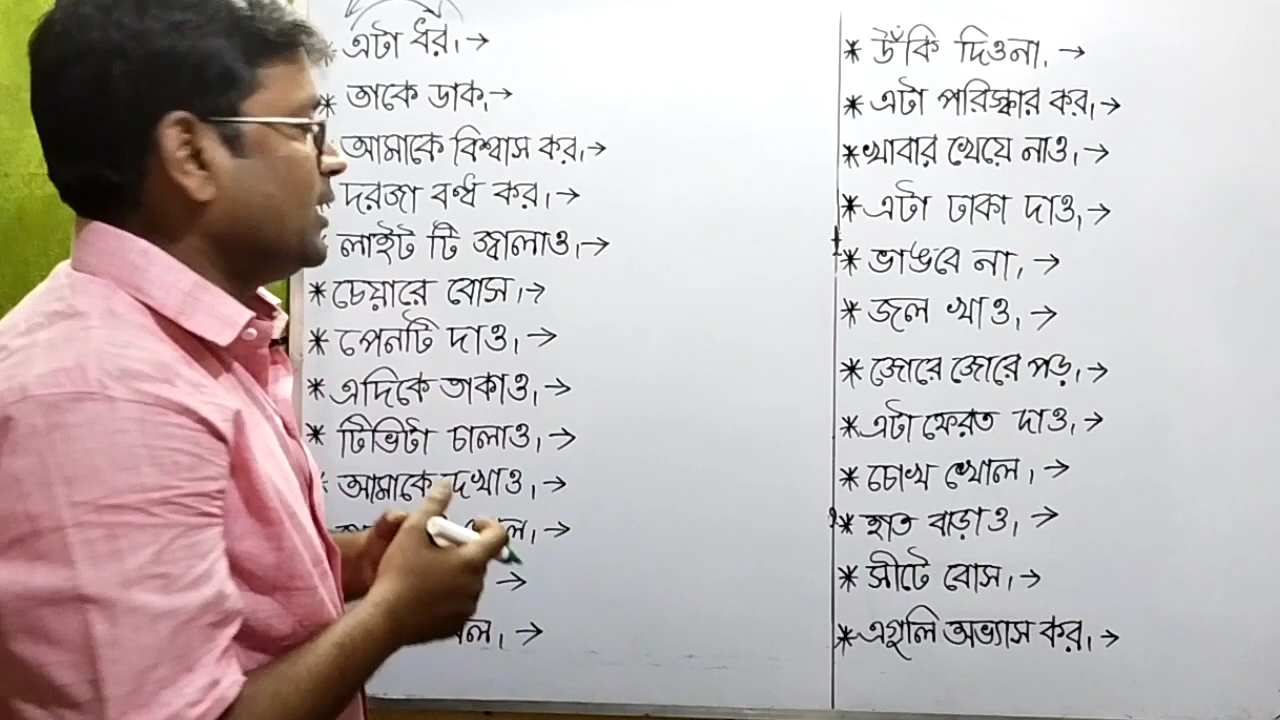 * এটা ধর। →
* তাকে ডাক। →
আমাকে বিশ্বাস কর। →
দরজা বন্ধ কর। →
লাইট টি জ্বালাও। →
* চেয়ারে বোস। →
* পেনটি দাও। →
* এদিকে তাকাও। →
* টিভিটা চালাও। →
* আমাকে দেখাও। →
→
→
→
* উঁকি দিওনা। →
* এটা পরিস্কার কর। →
* খাবার খেয়ে নাও। →
* এটা ঢাকা দাও। →
* ভাঙবে না। →
* জল খাও। →
* জোরে জোরে পড়। →
* এটা ফেরত দাও। →
* চোখ খোল। →
* হাত বাড়াও। →
* সীটে বোস। →
* এগুলি অভ্যাস কর। →